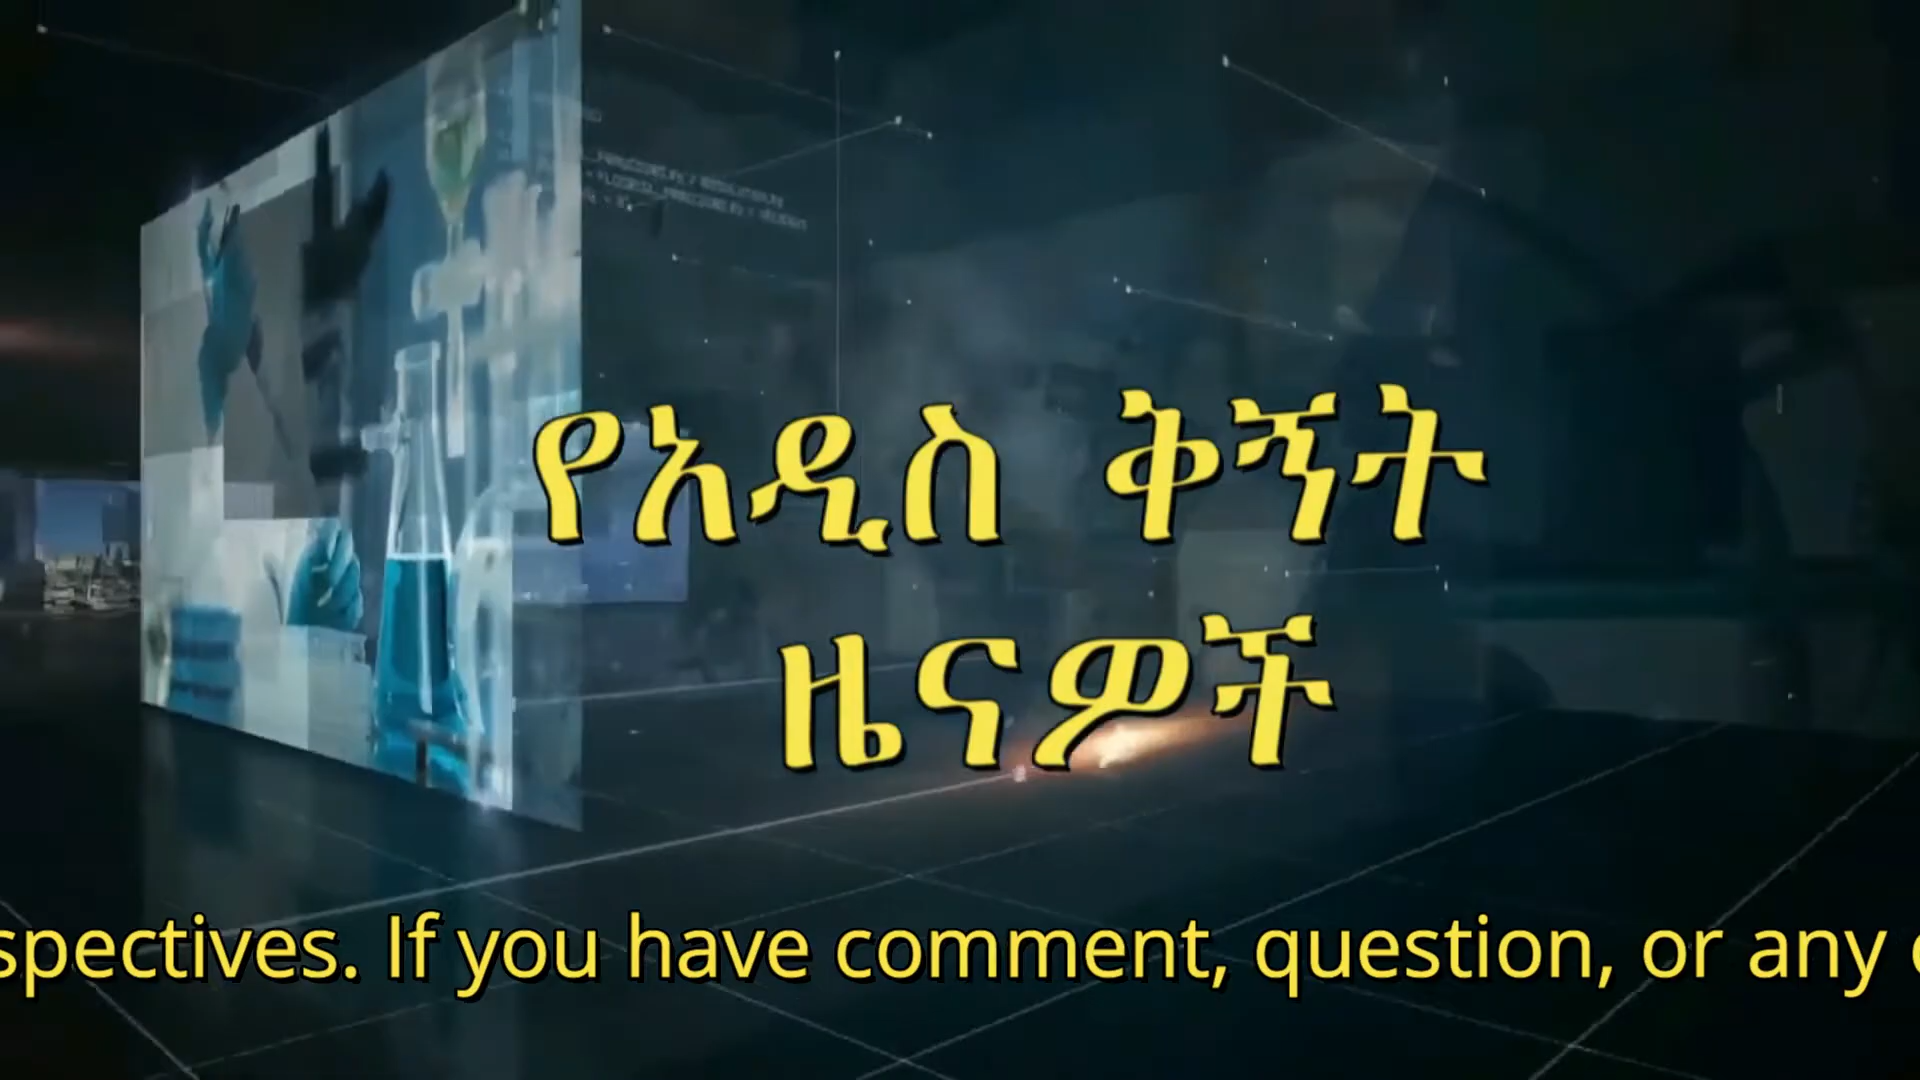 የአዲስ ቅኝት
ዜናዎች
spectives. If you have comment, question, or any